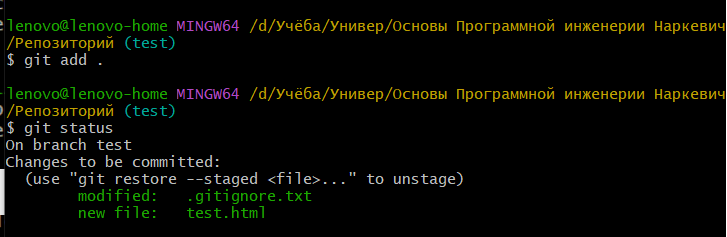 lenovo@lenovo-home MINGW64 /d/Учёба/Универ/Основы Программной инженерии Наркевич
/Репозиторий (test)
$ git add .
lenovo@lenovo-home MINGW64 /d/Учёба/Универ/Основы Программной инженерии Наркевич
/Репозиторий (test)
$ git status
On branch test
Changes to be committed:
  (use "git restore --staged <file>..." to unstage)
        modified:   .gitignore.txt
        new file:   test.html